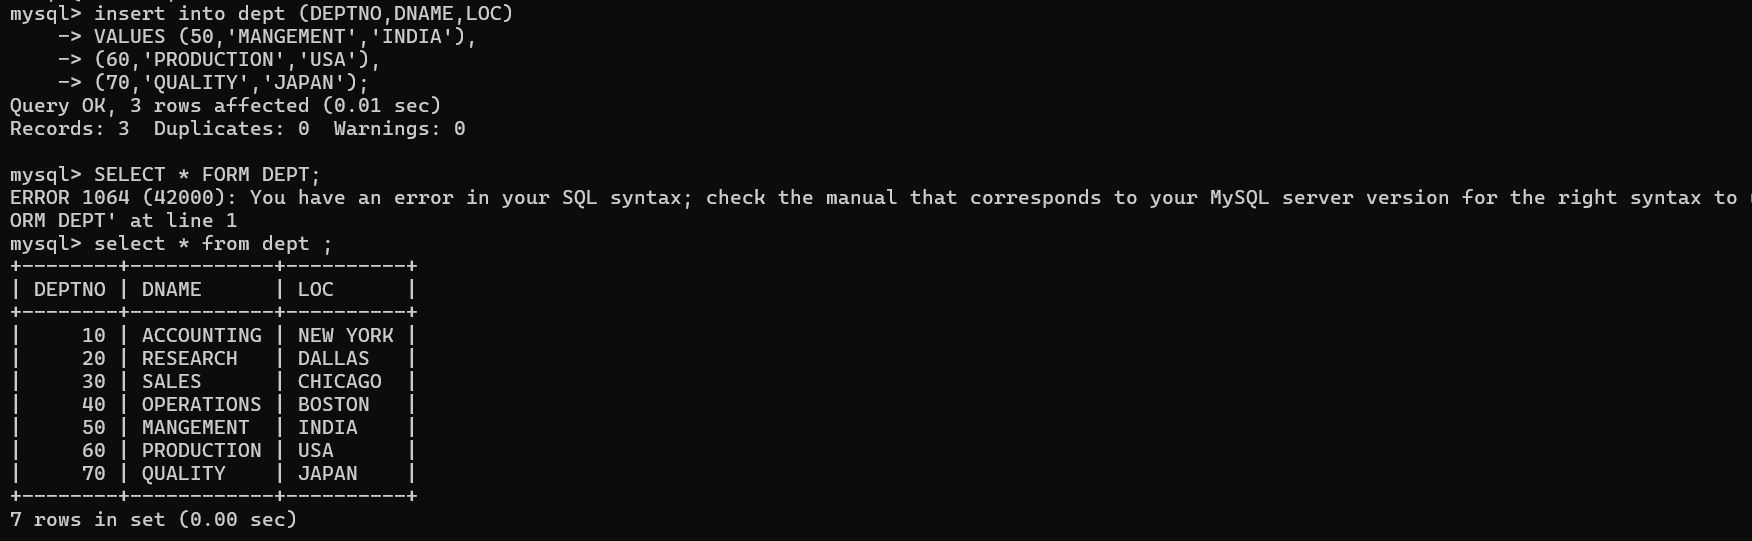 mysql> insert into dept (DEPTNO,DNAME,LOC)
    -> VALUES (50,'MANGEMENT','INDIA'),
    -> (60,'PRODUCTION','USA'),
    -> (70,'QUALITY','JAPAN');
Query OK, 3 rows affected (0.01 sec)
Records: 3  Duplicates: 0  Warnings: 0
mysql> SELECT * FORM DEPT;
ERROR 1064 (42000): You have an error in your SQL syntax; check the manual that corresponds to your MySQL server version for the right syntax to
ORM DEPT' at line 1
mysql> select * from dept ;
+--------+------------+----------+
| DEPTNO | DNAME      | LOC      |
+--------+------------+----------+
|     10 | ACCOUNTING | NEW YORK |
|     20 | RESEARCH   | DALLAS   |
|     30 | SALES      | CHICAGO  |
|     40 | OPERATIONS | BOSTON   |
|     50 | MANGEMENT  | INDIA    |
|     60 | PRODUCTION | USA      |
|     70 | QUALITY    | JAPAN    |
+--------+------------+----------+
7 rows in set (0.00 sec)